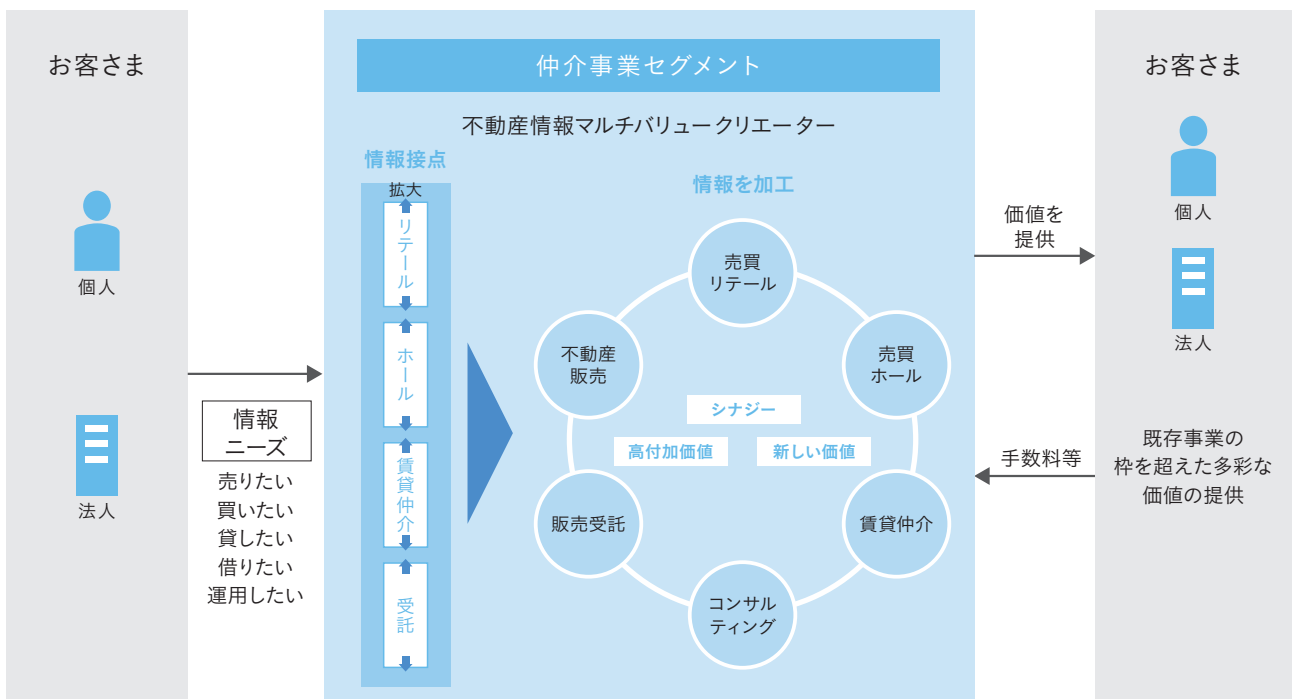 お客さま
個人
法人
情報
ニーズ
売りたい
買いたい
貸したい
借りたい
運用したい
仲介事業セグメント
不動産情報マルチバリュークリエーター
情報接点
拡大
リテール
ホール
賃貸仲介
受託
情報を加工
売買
リテール
売買
ホール
賃貸仲介
コンサル
ティング
販売受託
不動産
販売
シナジー
高付加価値
新しい価値
価値を
提供
手数料等
お客さま
個人
法人
既存事業の
枠を超えた多彩な
価値の提供